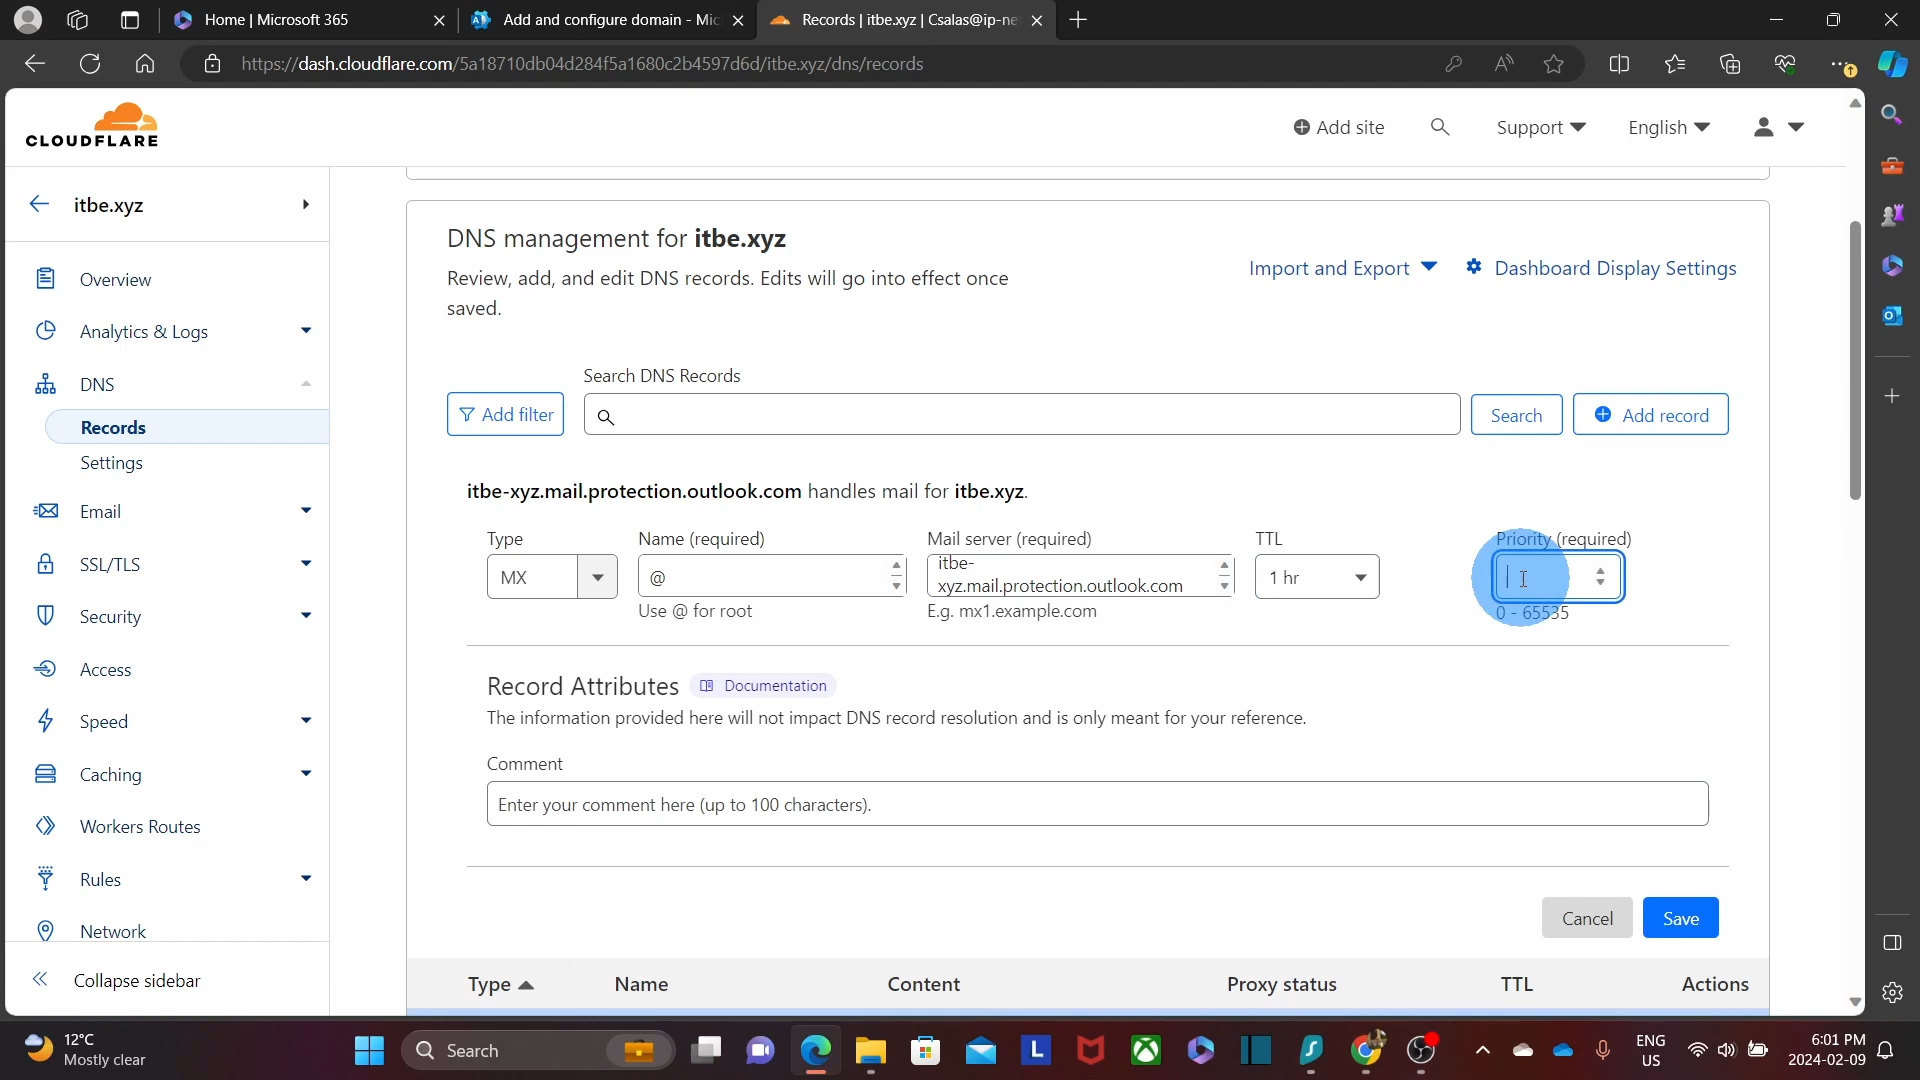 Home | Microsoft 365
Add and configure domain - Mic
Records | itbe.xyz | Csalas@ip-ne
https://dash.cloudflare.com/5a18710db04d284f5a1680c2b4597d6d/itbe.xyz/dns/records
CLOUDFLARE
Add site
Support
English
itbe.xyz
Overview
Analytics & Logs
DNS
Records
Settings
Email
SSL/TLS
Security
Access
Speed
Caching
Workers Routes
Rules
Network
Collapse sidebar
DNS management for itbe.xyz
Review, add, and edit DNS records. Edits will go into effect once
saved.
Import and Export
Dashboard Display Settings
Search DNS Records
Add filter
Search
Add record
itbe-xyz.mail.protection.outlook.com handles mail for itbe.xyz.
Type
Name (required)
Mail server (required)
TTL
Priority (required)
MX
@
itbe-
xyz.mail.protection.outlook.com
1 hr
Use @ for root
E.g. mx1.example.com
0 - 65535
Record Attributes
Documentation
The information provided here will not impact DNS record resolution and is only meant for your reference.
Comment
Enter your comment here (up to 100 characters).
Cancel
Save
Type
Name
Content
Proxy status
TTL
Actions
12°C
Mostly clear
Search
L
ENG
US
6:01 PM
2024-02-09